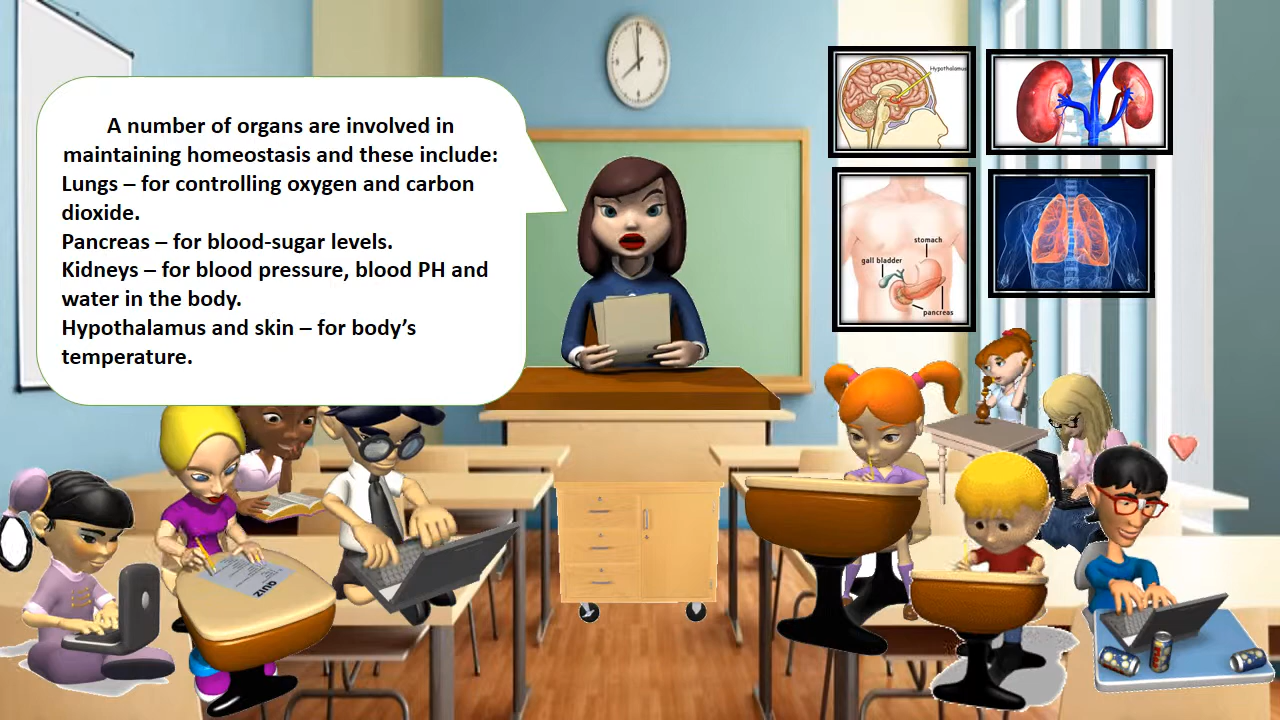 A number of organs are involved in
maintaining homeostasis and these include:
Lungs – for controlling oxygen and carbon
dioxide.
Pancreas – for blood-sugar levels.
Kidneys – for blood pressure, blood PH and
water in the body.
Hypothalamus and skin – for body’s
temperature.
Hypothalamus
stomach
gall bladder
pancreas
QUIZ